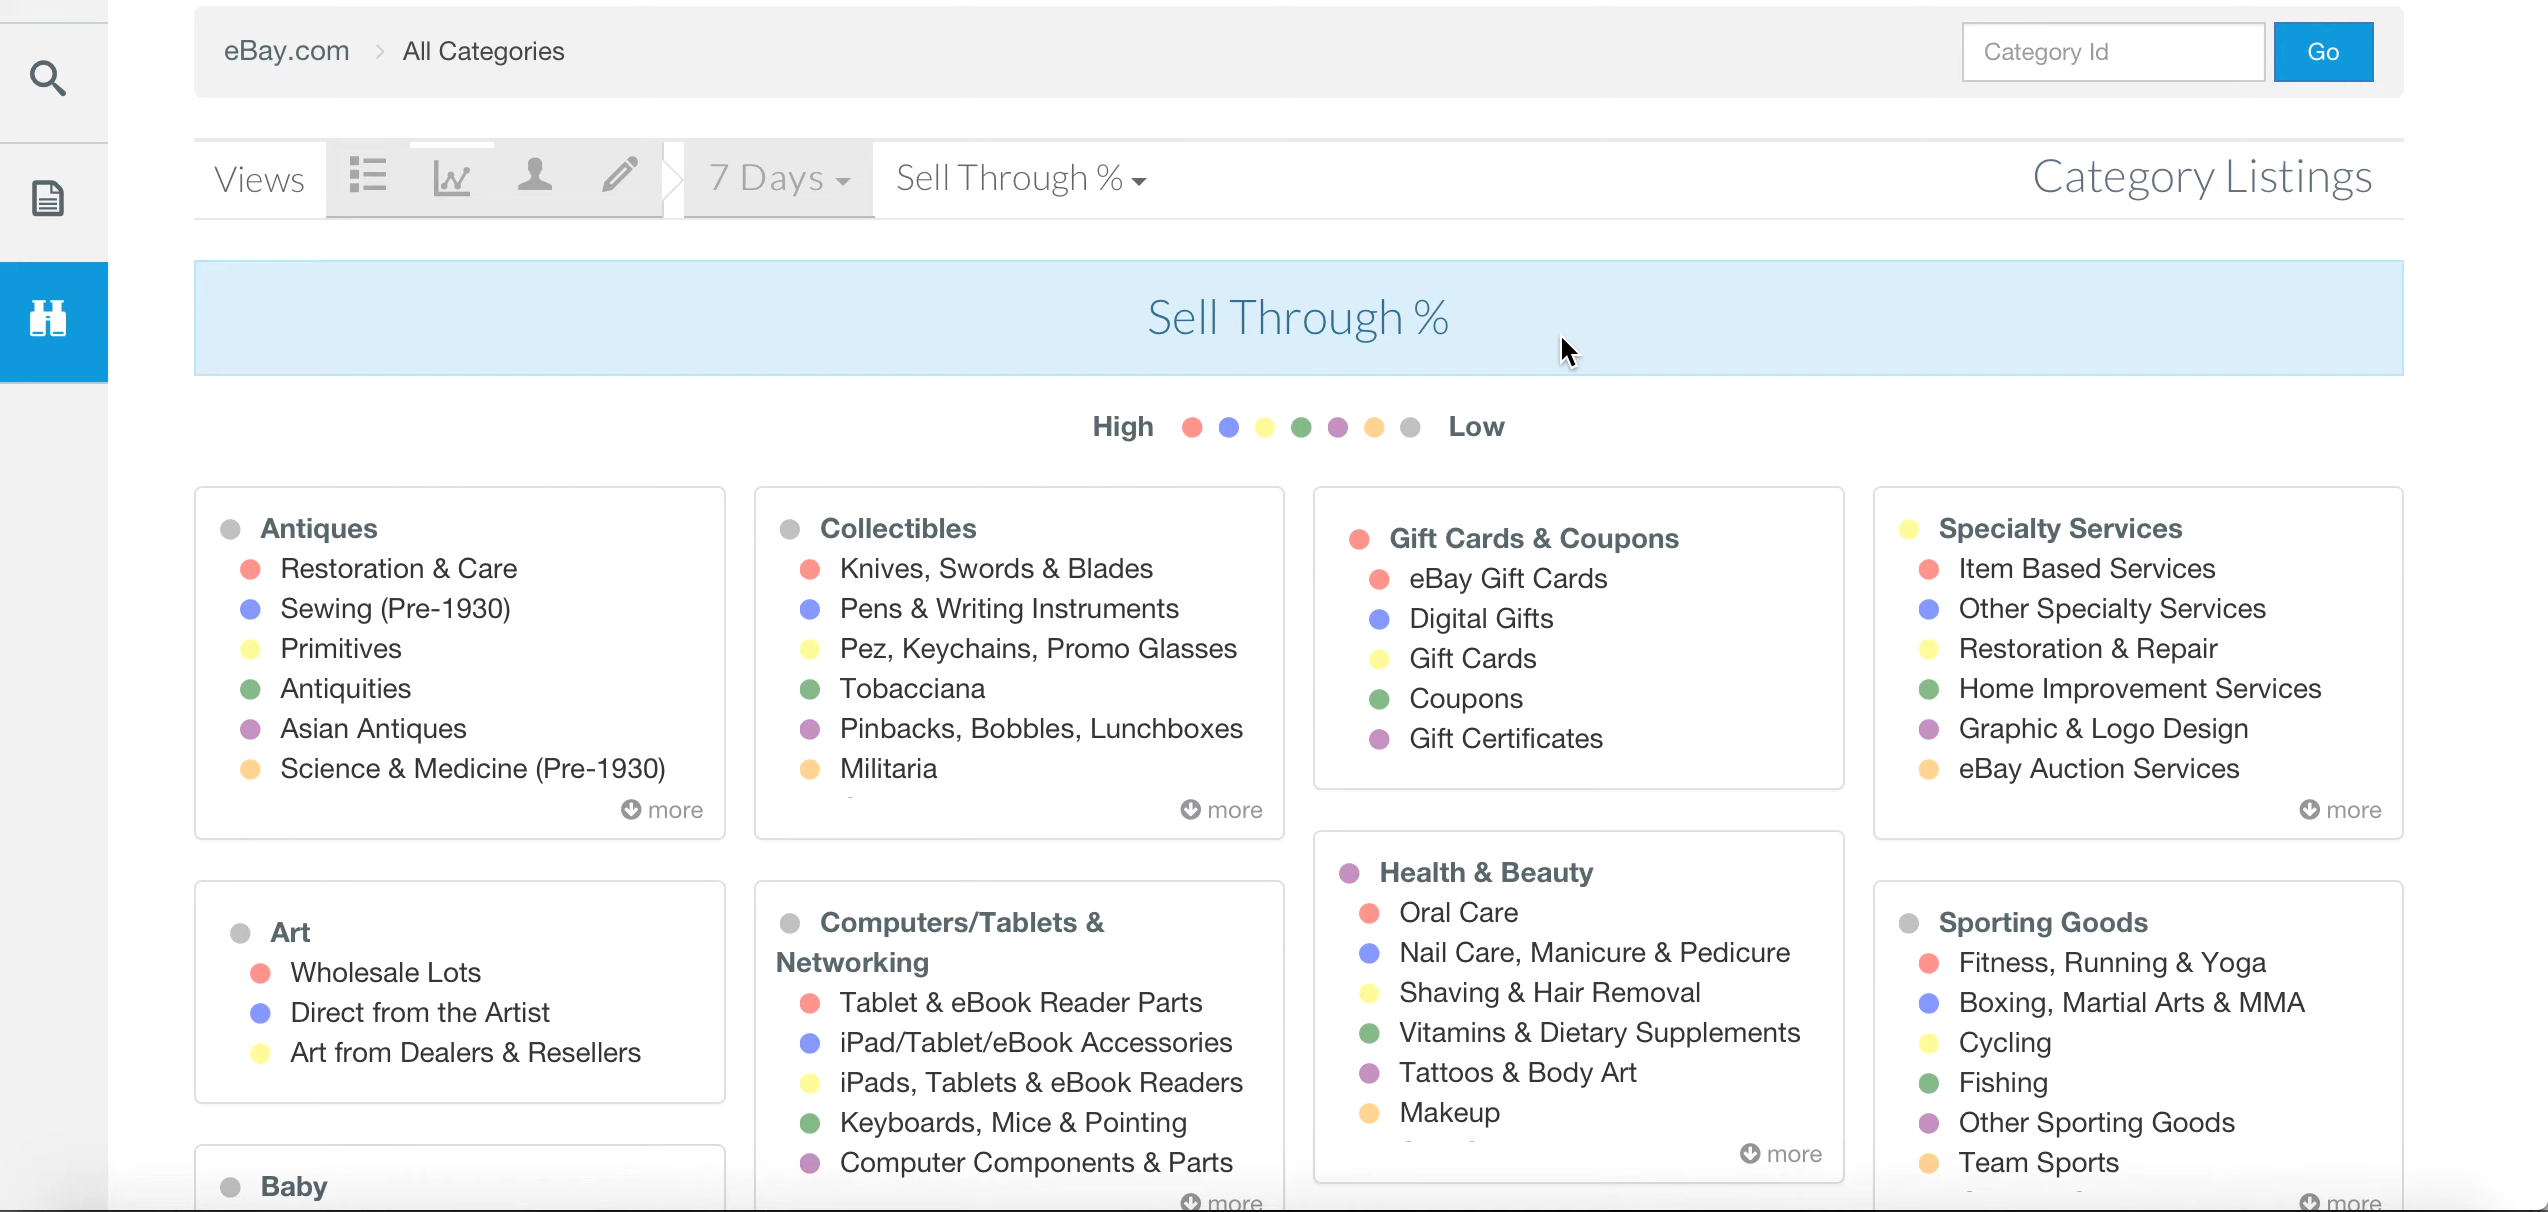 eBay.com All Categories
Category Id
Go
Views
7 Days
Sell Through %
Category Listings
Sell Through %
High
Low
Antiques
Restoration & Care
Sewing (Pre-1930)
Primitives
Antiquities
Asian Antiques
Science & Medicine (Pre-1930)
more
Art
Wholesale Lots
Direct from the Artist
Art from Dealers & Resellers
Baby
Collectibles
Knives, Swords & Blades
Pens & Writing Instruments
Pez, Keychains, Promo Glasses
Tobacciana
Pinbacks, Bobbles, Lunchboxes
Militaria
more
Computers/Tablets &
Networking
Tablet & eBook Reader Parts
iPad/Tablet/eBook Accessories
iPads, Tablets & eBook Readers
Keyboards, Mice & Pointing
Computer Components & Parts
more
Gift Cards & Coupons
eBay Gift Cards
Digital Gifts
Gift Cards
Coupons
Gift Certificates
Health & Beauty
Oral Care
Nail Care, Manicure & Pedicure
Shaving & Hair Removal
Vitamins & Dietary Supplements
Tattoos & Body Art
Makeup
more
Specialty Services
Item Based Services
Other Specialty Services
Restoration & Repair
Home Improvement Services
Graphic & Logo Design
eBay Auction Services
more
Sporting Goods
Fitness, Running & Yoga
Boxing, Martial Arts & MMA
Cycling
Fishing
Other Sporting Goods
Team Sports
more